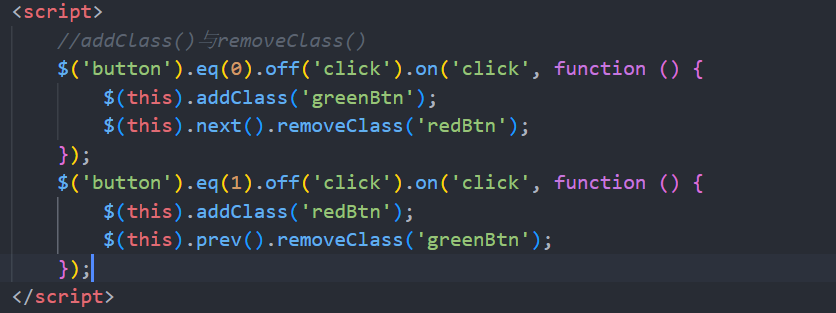 <script>
//addClass()与removeClass()
$('button').eq(0).off('click').on('click', function () {
$(this).addClass('greenBtn');
$(this).next().removeClass('redBtn');
});
$('button').eq(1).off('click').on('click', function () {
$(this).addClass('redBtn');
$(this).prev().removeClass('greenBtn');
});
</script>